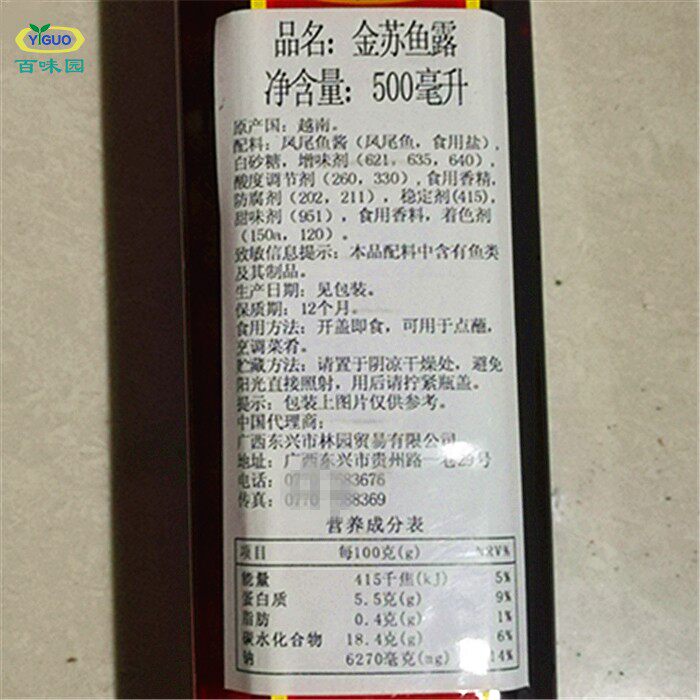 YiGUO
百味园
品名：金苏鱼露
净含量：500毫升
原产国：越南。
配料：凤尾鱼酱（凤尾鱼，食用盐），
白砂糖，增味剂（621，635，640），
酸度调节剂（260，330），食用香精，
防腐剂（202，211），稳定剂(415)，
甜味剂（951），食用香料，着色剂
（150a，120）。
致敏信息提示：本品配料中含有鱼类
及其制品。
生产日期：见包装。
保质期：12个月。
食用方法：开盖即食，可用于点蘸，
烹调菜肴。
贮藏方法：请置于阴凉干燥处，避免
阳光直接照射，用后请拧紧瓶盖。
提示：包装上图片仅供参考。
中国代理商：
广西东兴市林园贸易有限公司
地址：广西东兴市贵州路一巷29号
电话：07 683676
传真：0770 88369
营养成分表
项目 每100克(g) NRV%
能量 415千焦(kJ) 5%
蛋白质 5.5克(g) 9%
脂肪 0.4克(g) 1%
碳水化合物 18.4克(g) 6%
钠 6270毫克(mg) 14%